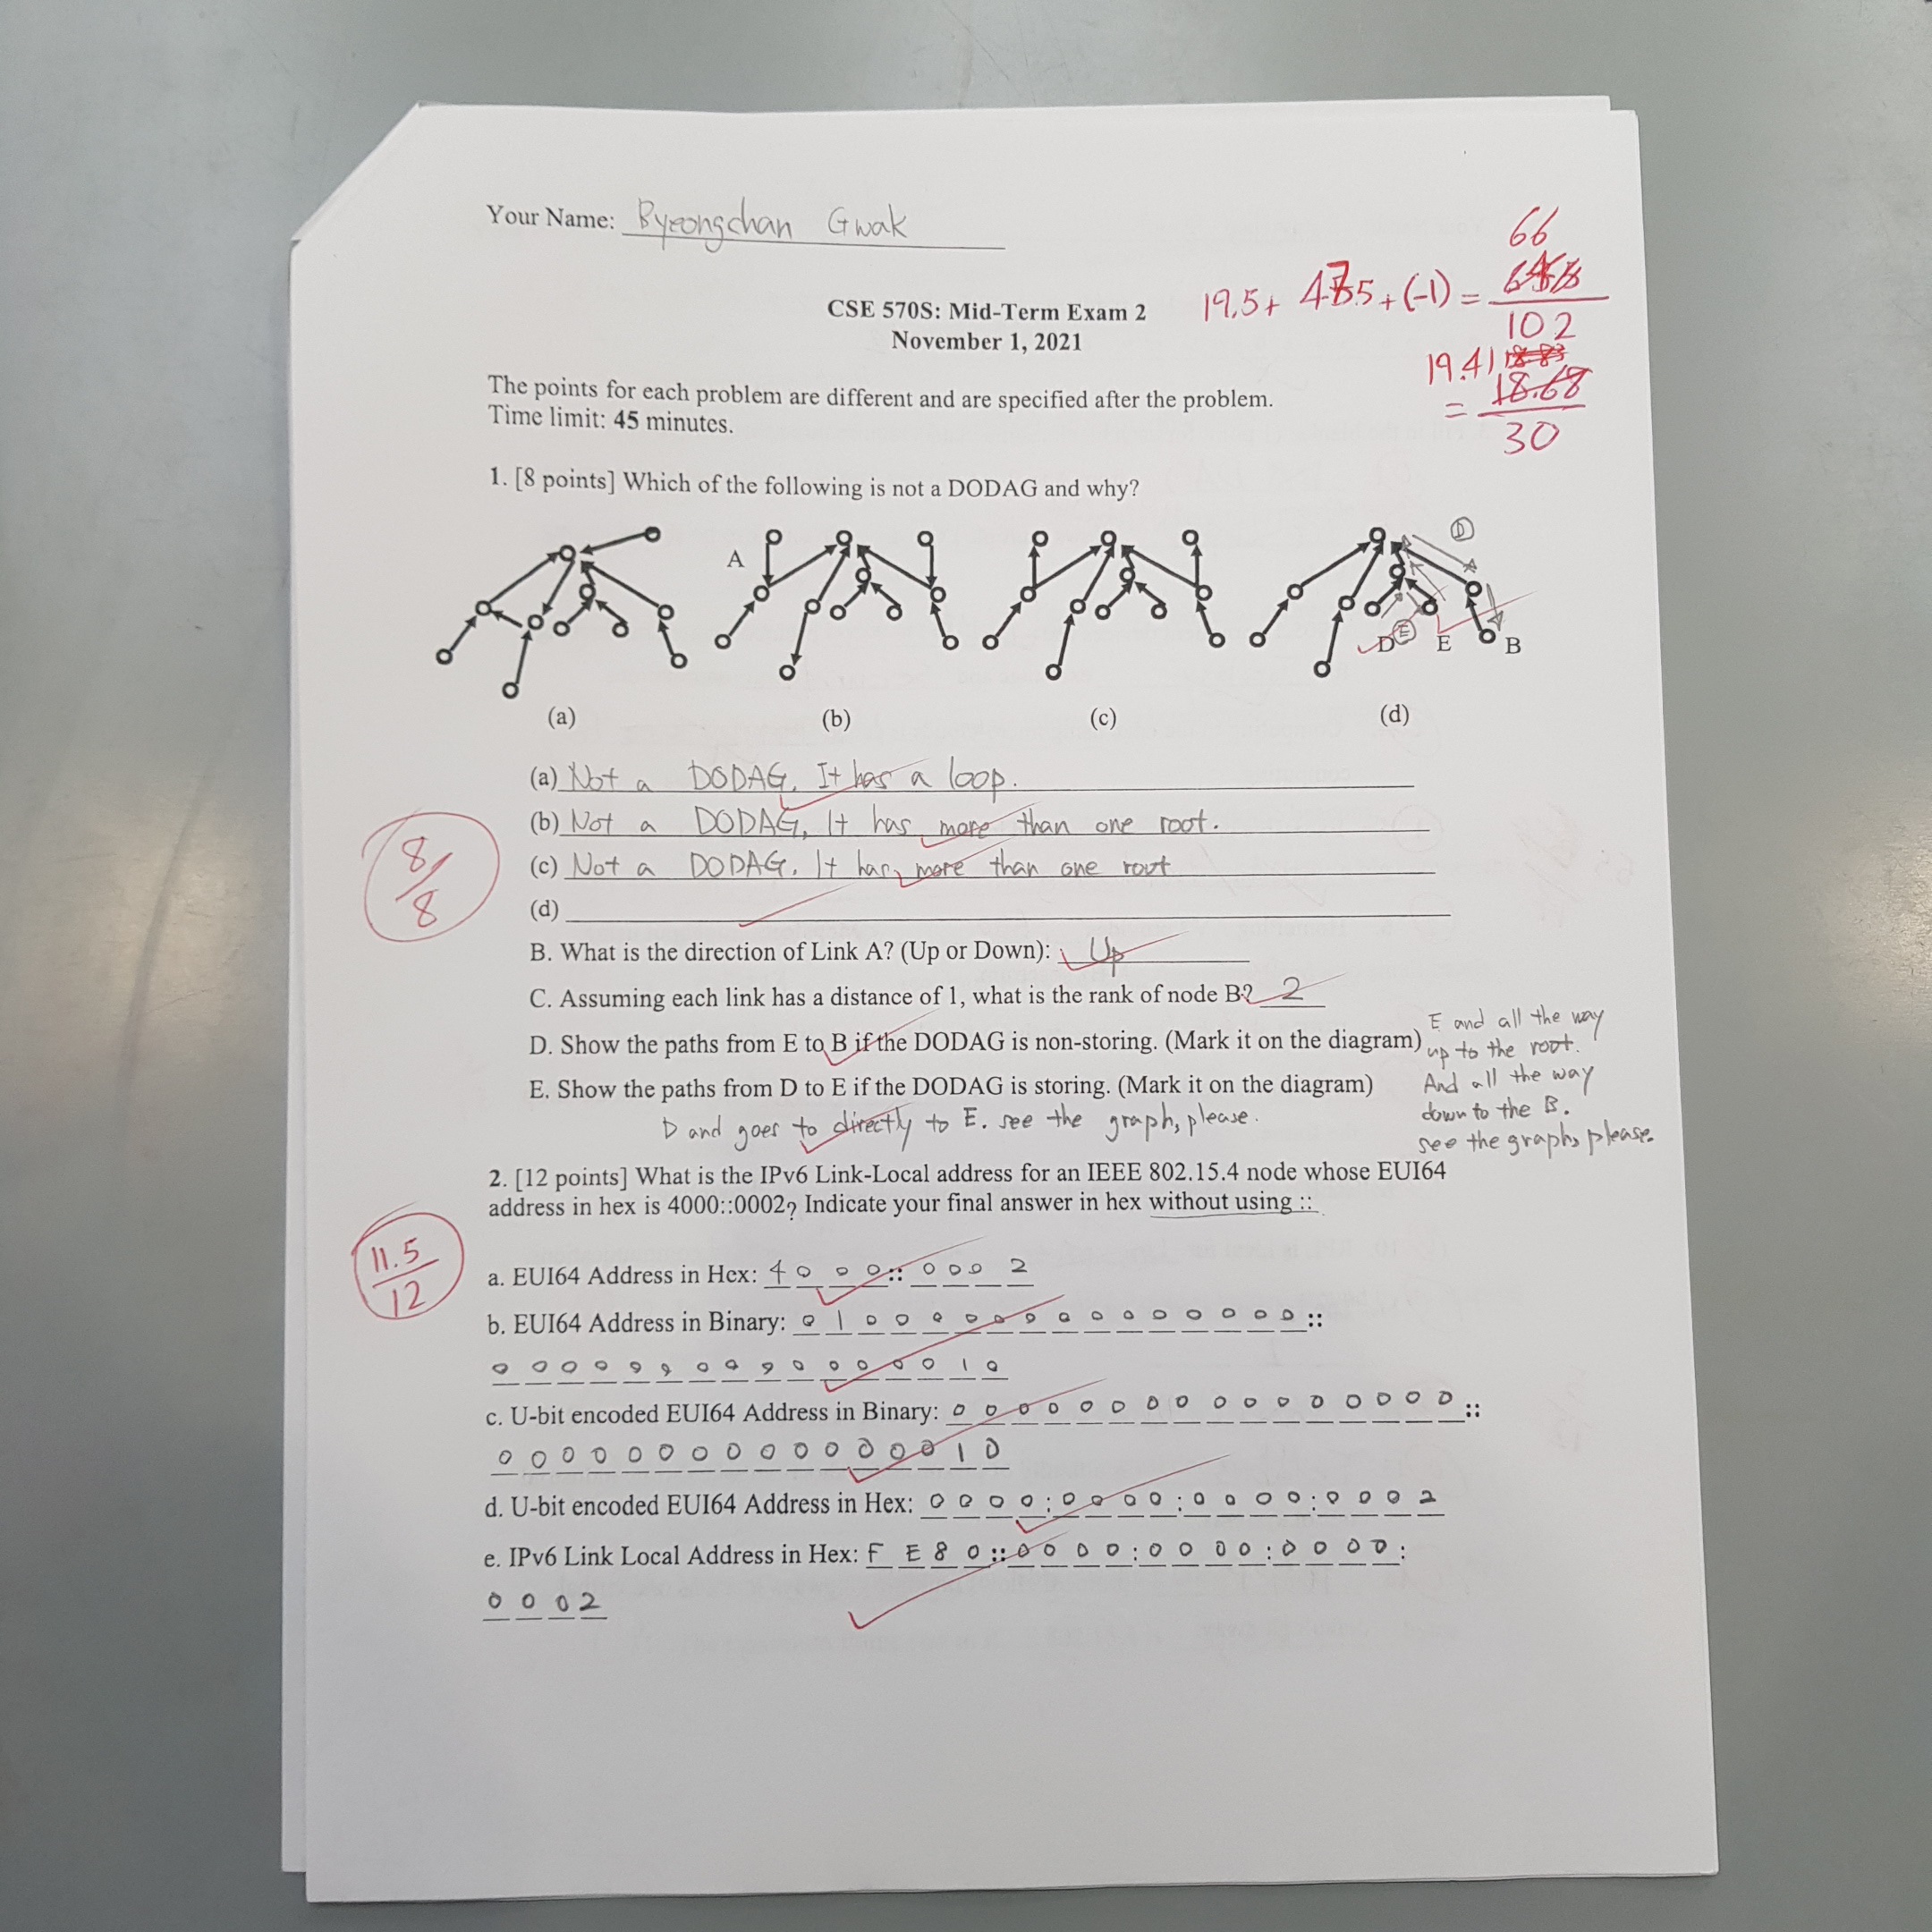 Your Name: Byeongchan Gwak
66
CSE 570S: Mid-Term Exam 2
19.5+ 47.5+(-1) =
102
November 1, 2021
19.41
The points for each problem are different and are specified after the problem.
18.68
Time limit: 45 minutes.
=
30
1. [8 points] Which of the following is not a DODAG and why?
D
A
D E E B
(a) (b) (c) (d)
(a) Not a DODAG. It has a loop.
(b) Not a DODAG, It has more than one root.
(c) Not a DODAG. It has more than one root
8/8
(d)
B. What is the direction of Link A? (Up or Down): Up
C. Assuming each link has a distance of 1, what is the rank of node B? 2
D. Show the paths from E to B if the DODAG is non-storing. (Mark it on the diagram)
E and all the way
up to the root.
And all the way
down to the B.
see the graph, please.
E. Show the paths from D to E if the DODAG is storing. (Mark it on the diagram)
D and goes to directly to E. see the graph, please.
2. [12 points] What is the IPv6 Link-Local address for an IEEE 802.15.4 node whose EUI64
address in hex is 4000::0002? Indicate your final answer in hex without using ::
11.5
12
a. EUI64 Address in Hex: 4 0 0 0 :: 0 0 0 2
b. EUI64 Address in Binary: 0 1 0 0 0 0 0 0 0 0 0 0 0 0 0 0 ::
0 0 0 0 0 0 0 0 0 0 0 0 0 0 1 0
c. U-bit encoded EUI64 Address in Binary: 0 0 0 0 0 0 0 0 0 0 0 0 0 0 0 0 ::
0 0 0 0 0 0 0 0 0 0 0 0 0 0 1 0
d. U-bit encoded EUI64 Address in Hex: 0 0 0 0 : 0 0 0 0 : 0 0 0 0 : 0 0 0 2
e. IPv6 Link Local Address in Hex: F E 8 0 :: 0 0 0 0 : 0 0 0 0 : 0 0 0 0 :
0 0 0 2